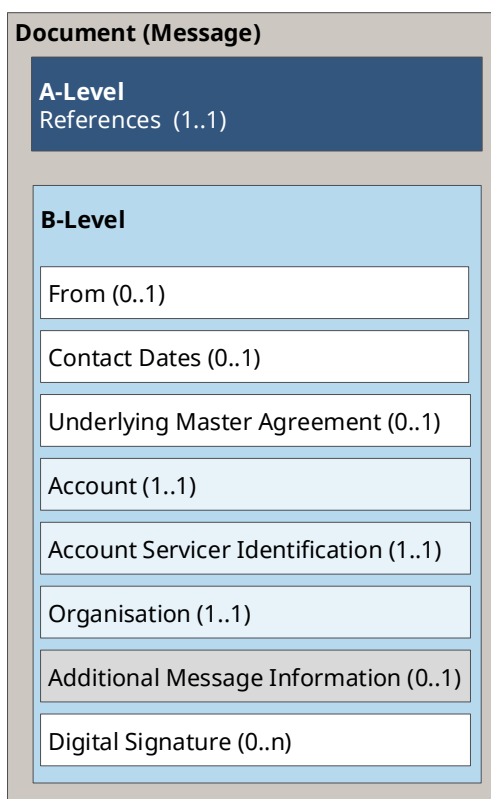 Document (Message)
A-Level
References (1..1)
B-Level
From (0..1)
Contact Dates (0..1)
Underlying Master Agreement (0..1)
Account (1..1)
Account Servicer Identification (1..1)
Organisation (1..1)
Additional Message Information (0..1)
Digital Signature (0..n)